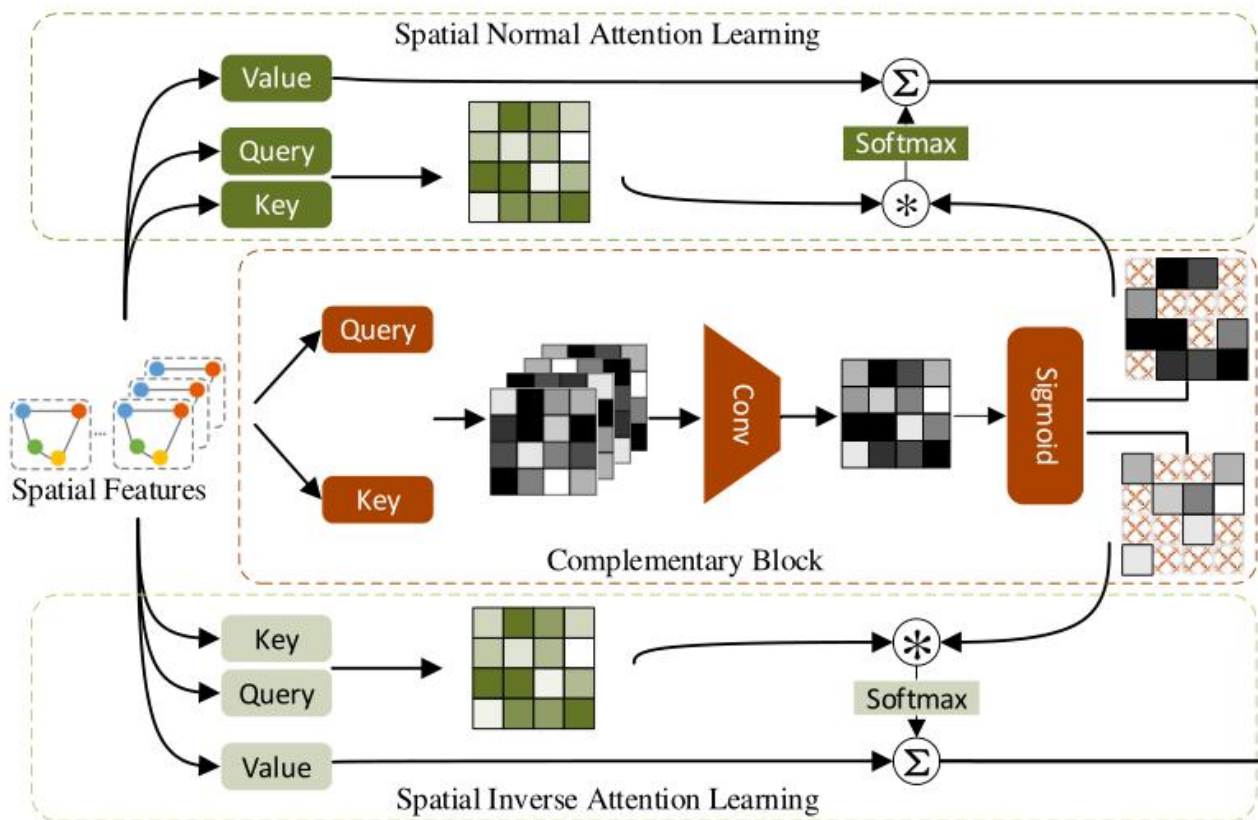 Spatial Normal Attention Learning
Value
Σ
Query
Softmax
Key
*
Query
Conv
Sigmoid
...
Spatial Features
Key
Complementary Block
Key
*
Query
Softmax
Value
Σ
Spatial Inverse Attention Learning